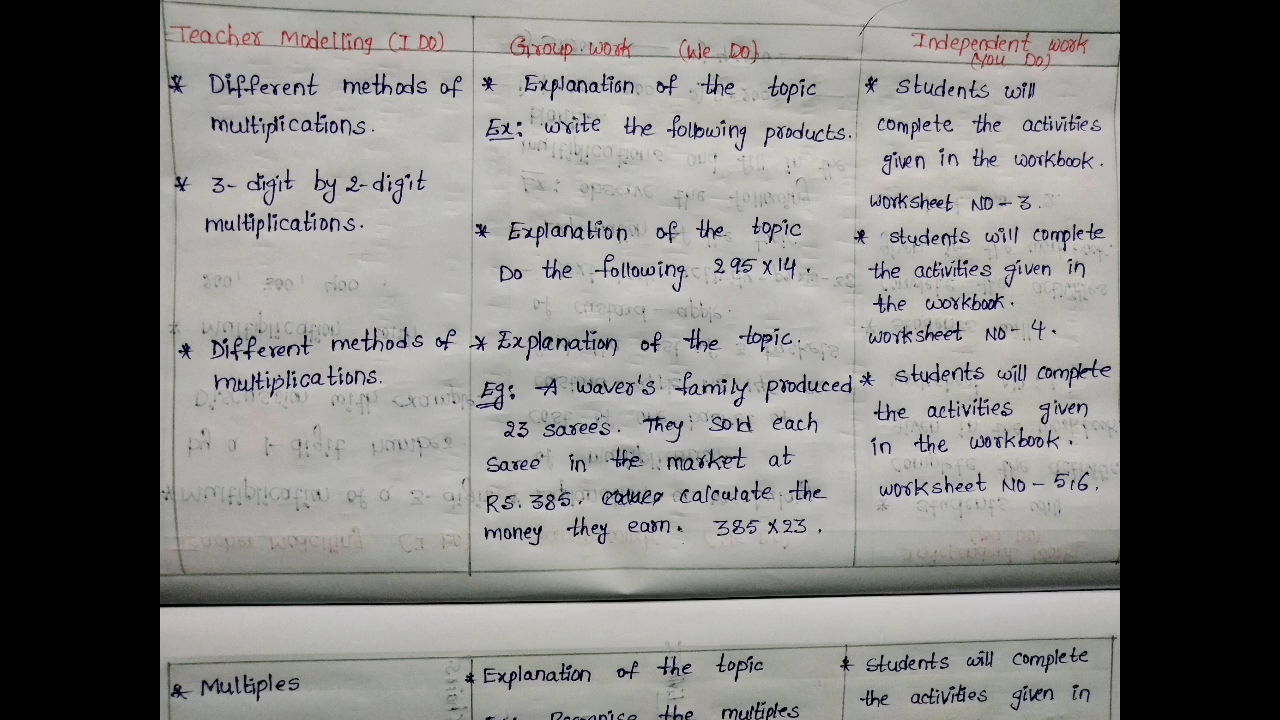 Teacher Modelling (I DO)
* Different methods of
multiplications.
* 3-digit by 2-digit
multiplications.
* Different methods of
multiplications.
Group work (We DO)
* Explanation of the topic
Ex: write the following products.
* Explanation of the topic
Do the following 295 x 14.
* Explanation of the topic.
Eg: A waver's family produced
23 sarees. They sold each
saree in the market at
RS. 385. calculate the
money they earn. 385 x 23.
Independent work
(You DO)
* students will
complete the activities
given in the workbook.
worksheet NO-3.
* students will complete
the activities given in
the workbook.
worksheet NO-4.
* students will complete
the activities given
in the workbook.
worksheet NO-5,6.
* Multiples
* Explanation of the topic
the multiples
* students will complete
the activities given in